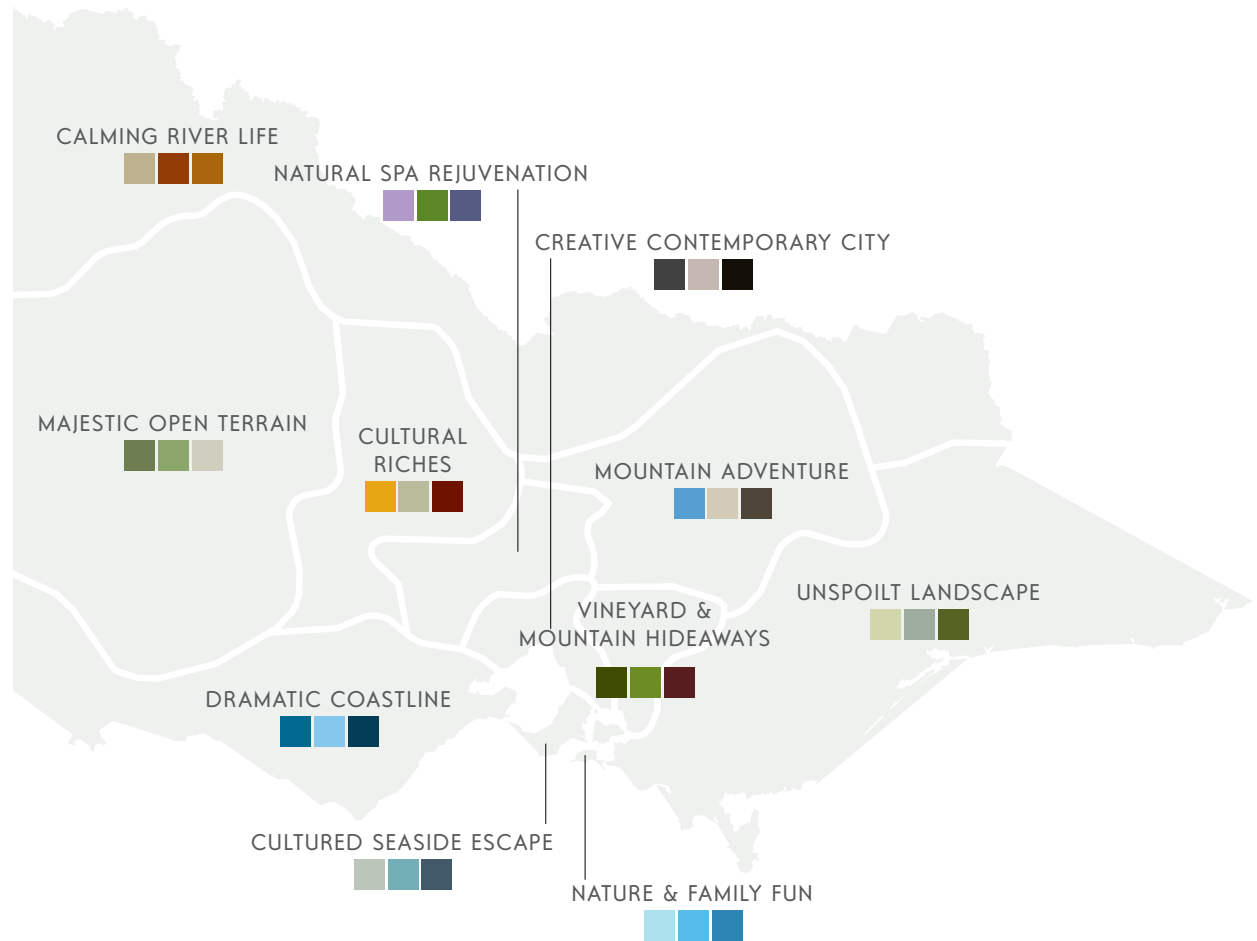 CALMING RIVER LIFE
NATURAL SPA REJUVENATION
CREATIVE CONTEMPORARY CITY
MAJESTIC OPEN TERRAIN
CULTURAL
RICHES
MOUNTAIN ADVENTURE
UNSPOILT LANDSCAPE
VINEYARD &
MOUNTAIN HIDEAWAYS
DRAMATIC COASTLINE
CULTURED SEASIDE ESCAPE
NATURE & FAMILY FUN